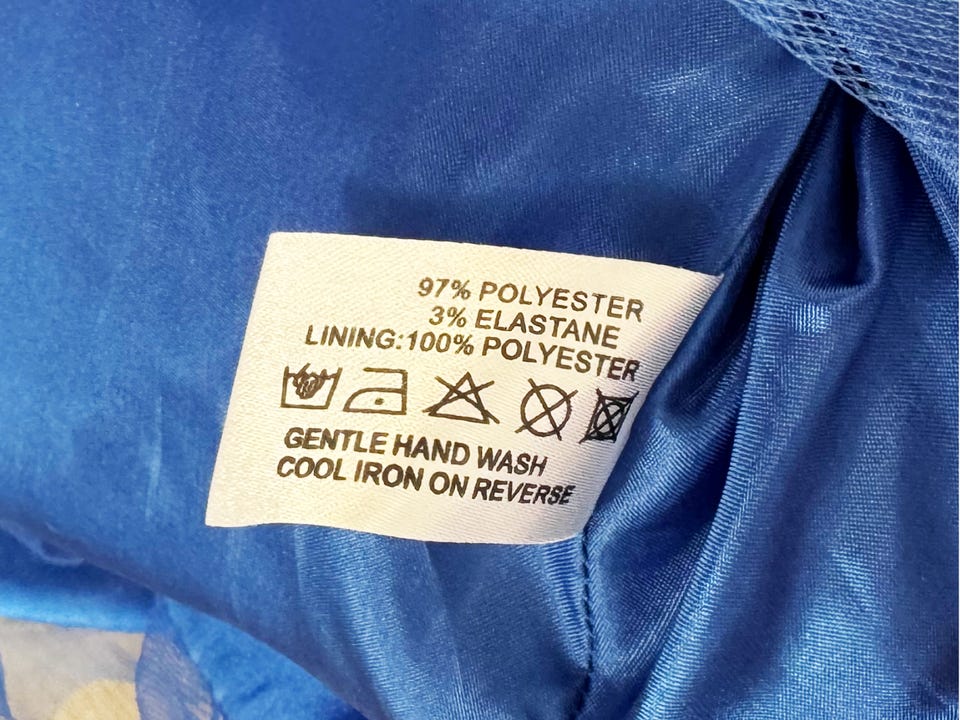 97% POLYESTER
3% ELASTANE
LINING:100% POLYESTER
GENTLE HAND WASH
COOL IRON ON REVERSE